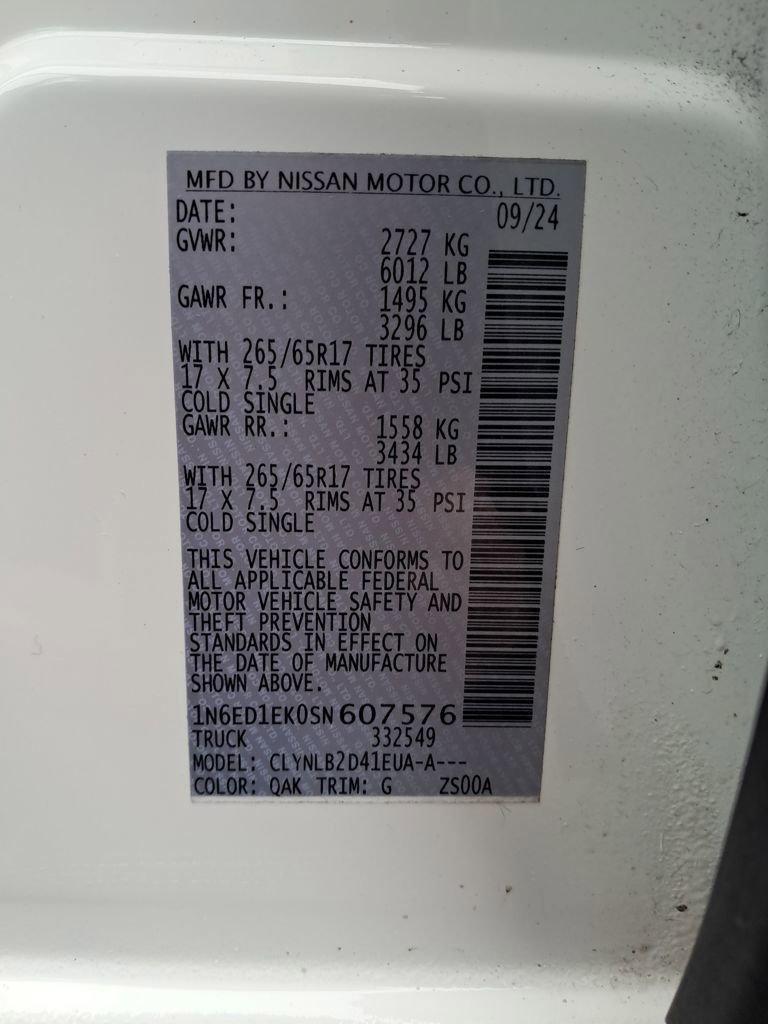 MFD BY NISSAN MOTOR CO., LTD.
DATE: 09/24
GVWR: 2727 KG
6012 LB
GAWR FR.: 1495 KG
3296 LB
WITH 265/65R17 TIRES
17 X 7.5 RIMS AT 35 PSI
COLD SINGLE
GAWR RR.: 1558 KG
3434 LB
WITH 265/65R17 TIRES
17 X 7.5 RIMS AT 35 PSI
COLD SINGLE
THIS VEHICLE CONFORMS TO
ALL APPLICABLE FEDERAL
MOTOR VEHICLE SAFETY AND
THEFT PREVENTION
STANDARDS IN EFFECT ON
THE DATE OF MANUFACTURE
SHOWN ABOVE.
1N6ED1EK0SN607576
TRUCK 332549
MODEL: CLYNLB2D41EUA-A---
COLOR: QAK TRIM: G ZS00A